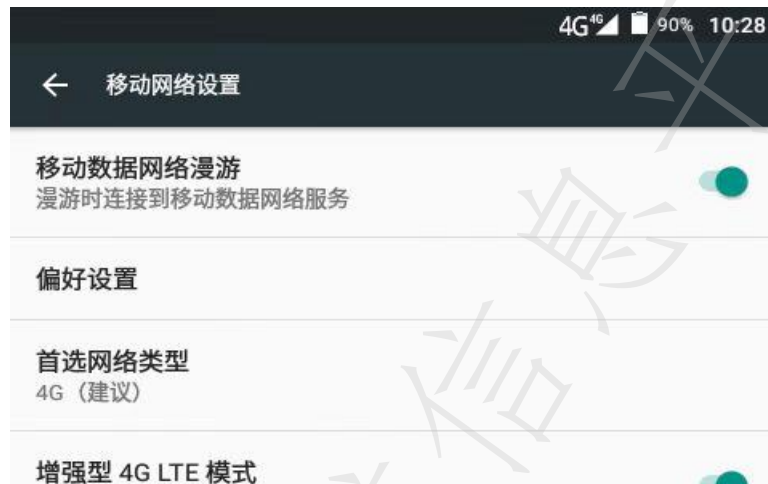 4G 4G 90% 10:28
移动网络设置
移动数据网络漫游
漫游时连接到移动数据网络服务
偏好设置
首选网络类型
4G（建议）
增强型 4G LTE 模式